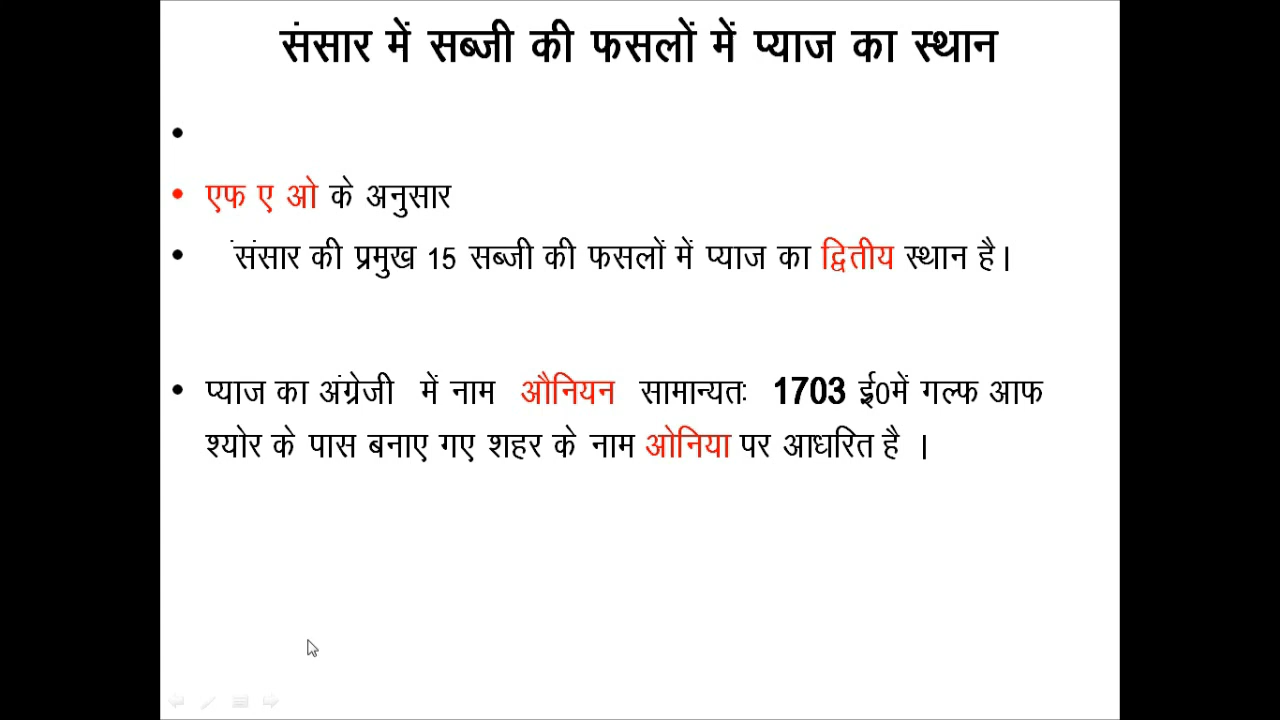 संसार में सब्जी की फसलों में प्याज का स्थान
•
• एफ ए ओ के अनुसार
• संसार की प्रमुख 15 सब्जी की फसलों में प्याज का द्वितीय स्थान है।
• प्याज का अंग्रेजी में नाम औनियन सामान्यतः 1703 ई0में गल्फ आफ
श्योर के पास बनाए गए शहर के नाम ओनिया पर आधरित है ।